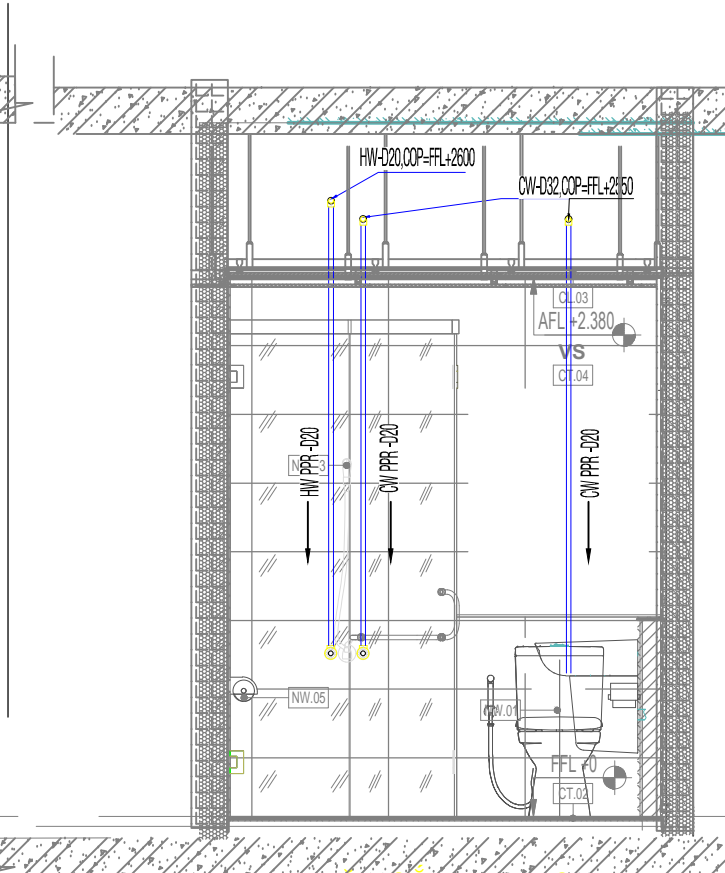 HW-D20,COP=FFL+2600
CW-D32,COP=FFL+2550
CL.03
AFL +2.380
VS
CT.04
HW PPR -D20
CW PPR -D20
CW PPR -D20
NW.05
FFL +0
CT.02